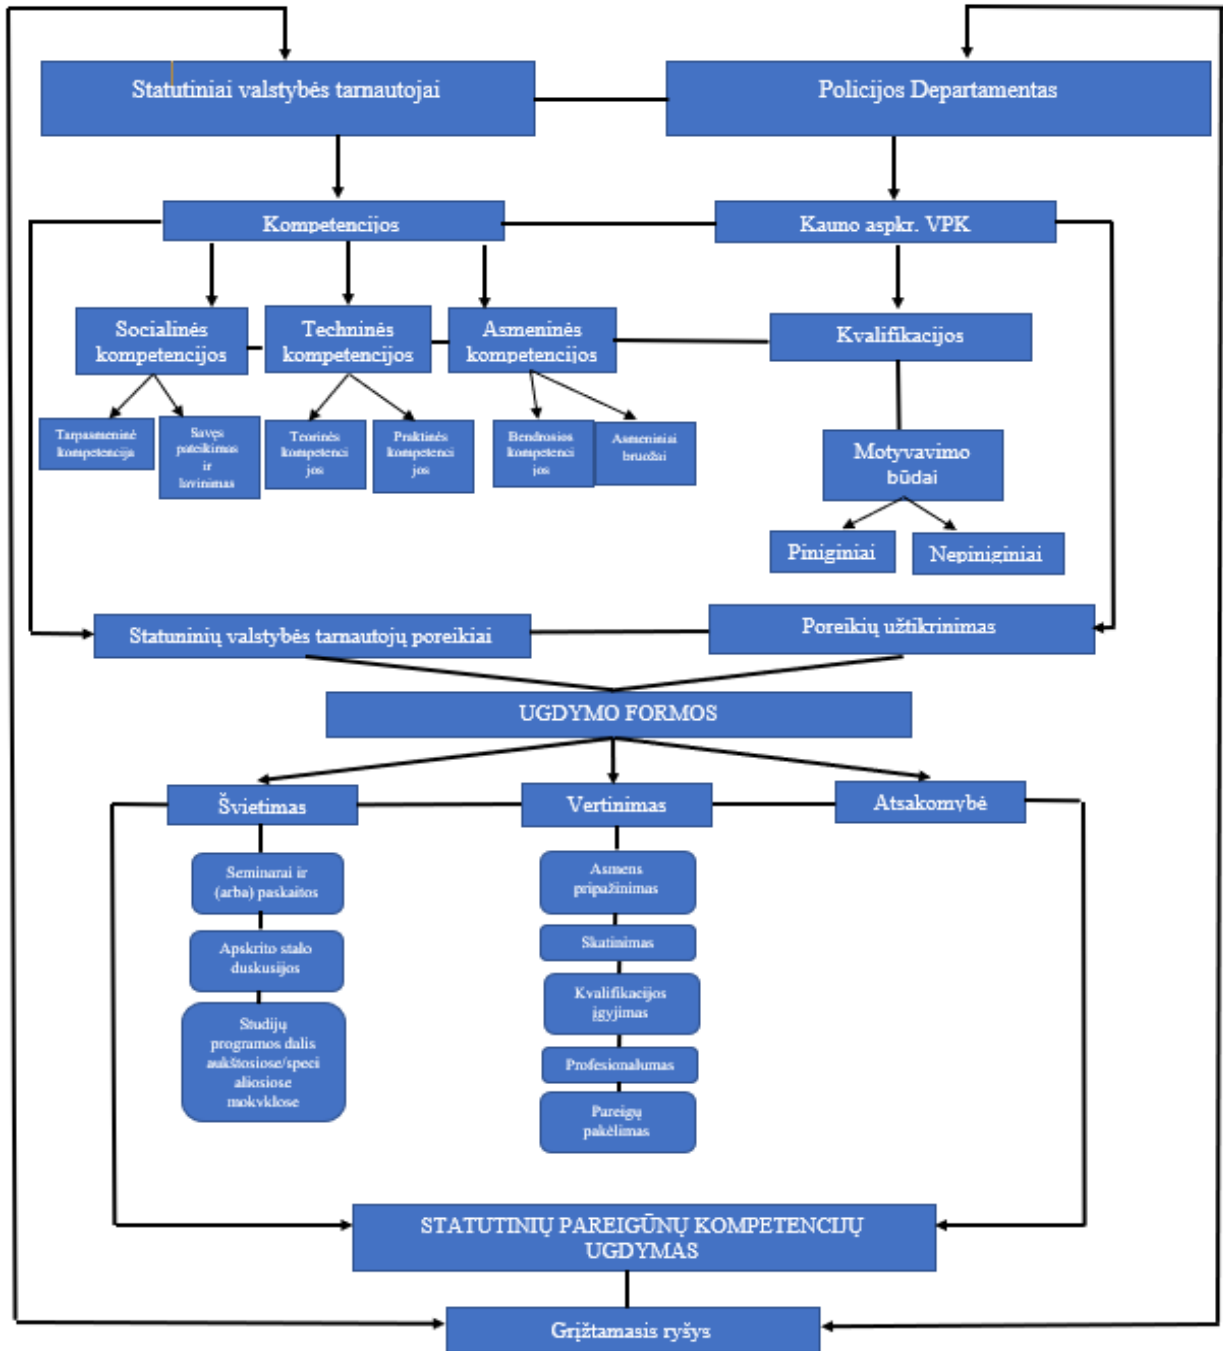 Statutiniai valstybės tarnautojai
Policijos Departamentas
Kompetencijos
Kauno aspkr. VPK
Socialinės
kompetencijos
Techninės
kompetencijos
Asmeninės
kompetencijos
Kvalifikacijos
Tarpasmeninė
kompetencija
Savęs
pateikimas
ir
lavinimas
Teorinės
kompetenci
jos
Praktinės
kompetenci
jos
Bendrosios
kompetenci
jos
Asmeniniai
bruožai
Motyvavimo
būdai
Piniginiai
Nepiniginiai
Statuninių valstybės tarnautojų poreikiai
Poreikių užtikrinimas
UGDYMO FORMOS
Švietimas
Vertinimas
Atsakomybė
Seminarai ir
(arba) paskaitos
Apskrito stalo
duskusijos
Studijų
programos dalis
aukštosiose/speci
aliosiose
mokyklose
Asmens
pripažinimas
Skatinimas
Kvalifikacijos
įgyjimas
Profesionalumas
Pareigų
pakėlimas
STATUTINIŲ PAREIGŪNŲ KOMPETENCIJŲ
UGDYMAS
Grįžtamasis ryšys